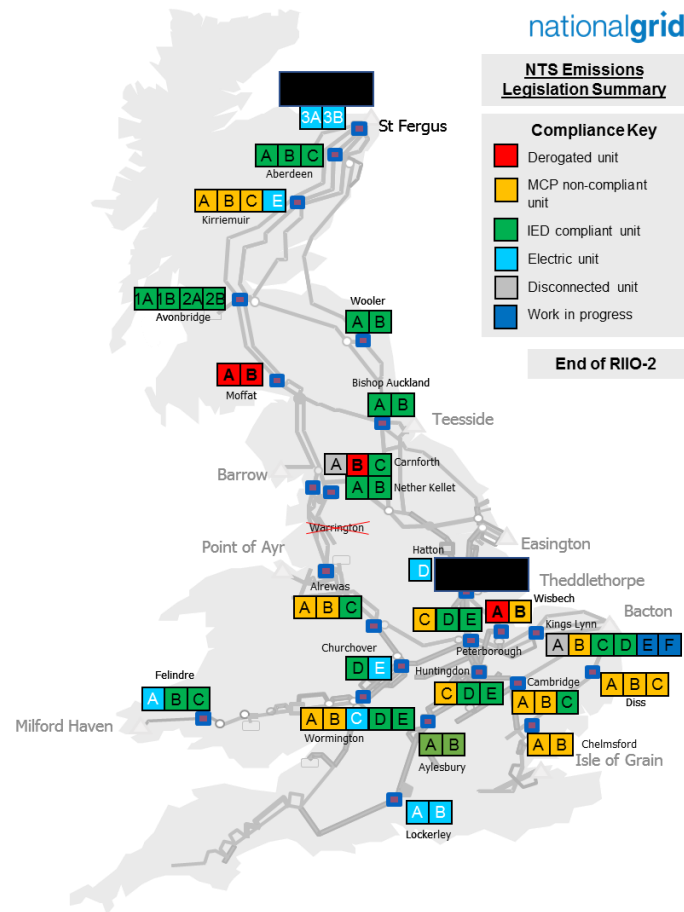 nationalgrid
NTS Emissions
Legislation Summary
Compliance Key
Derogated unit
MCP non-compliant
unit
IED compliant unit
Electric unit
Disconnected unit
Work in progress
End of RIIO-2
3A 3B
St Fergus
A B C
Aberdeen
A B C E
Kirriemuir
1A 1B 2A 2B
Avonbridge
Wooler
A B
A B
Moffat
Bishop Auckland
A B
Teesside
Barrow
A B C
Carnforth
A B
Nether Kellet
Warrington
Point of Ayr
Easington
Hatton
D
Theddlethorpe
Alrewas
A B C
C D E
Peterborough
A B
Wisbech
Bacton
Kings Lynn
A B C D E F
Churchover
D E
Huntingdon
C D E
Cambridge
A B C
A B C
Diss
Felindre
A B C
Milford Haven
A B C D E
Wormington
A B
Aylesbury
A B
Chelmsford
Isle of Grain
A B
Lockerley